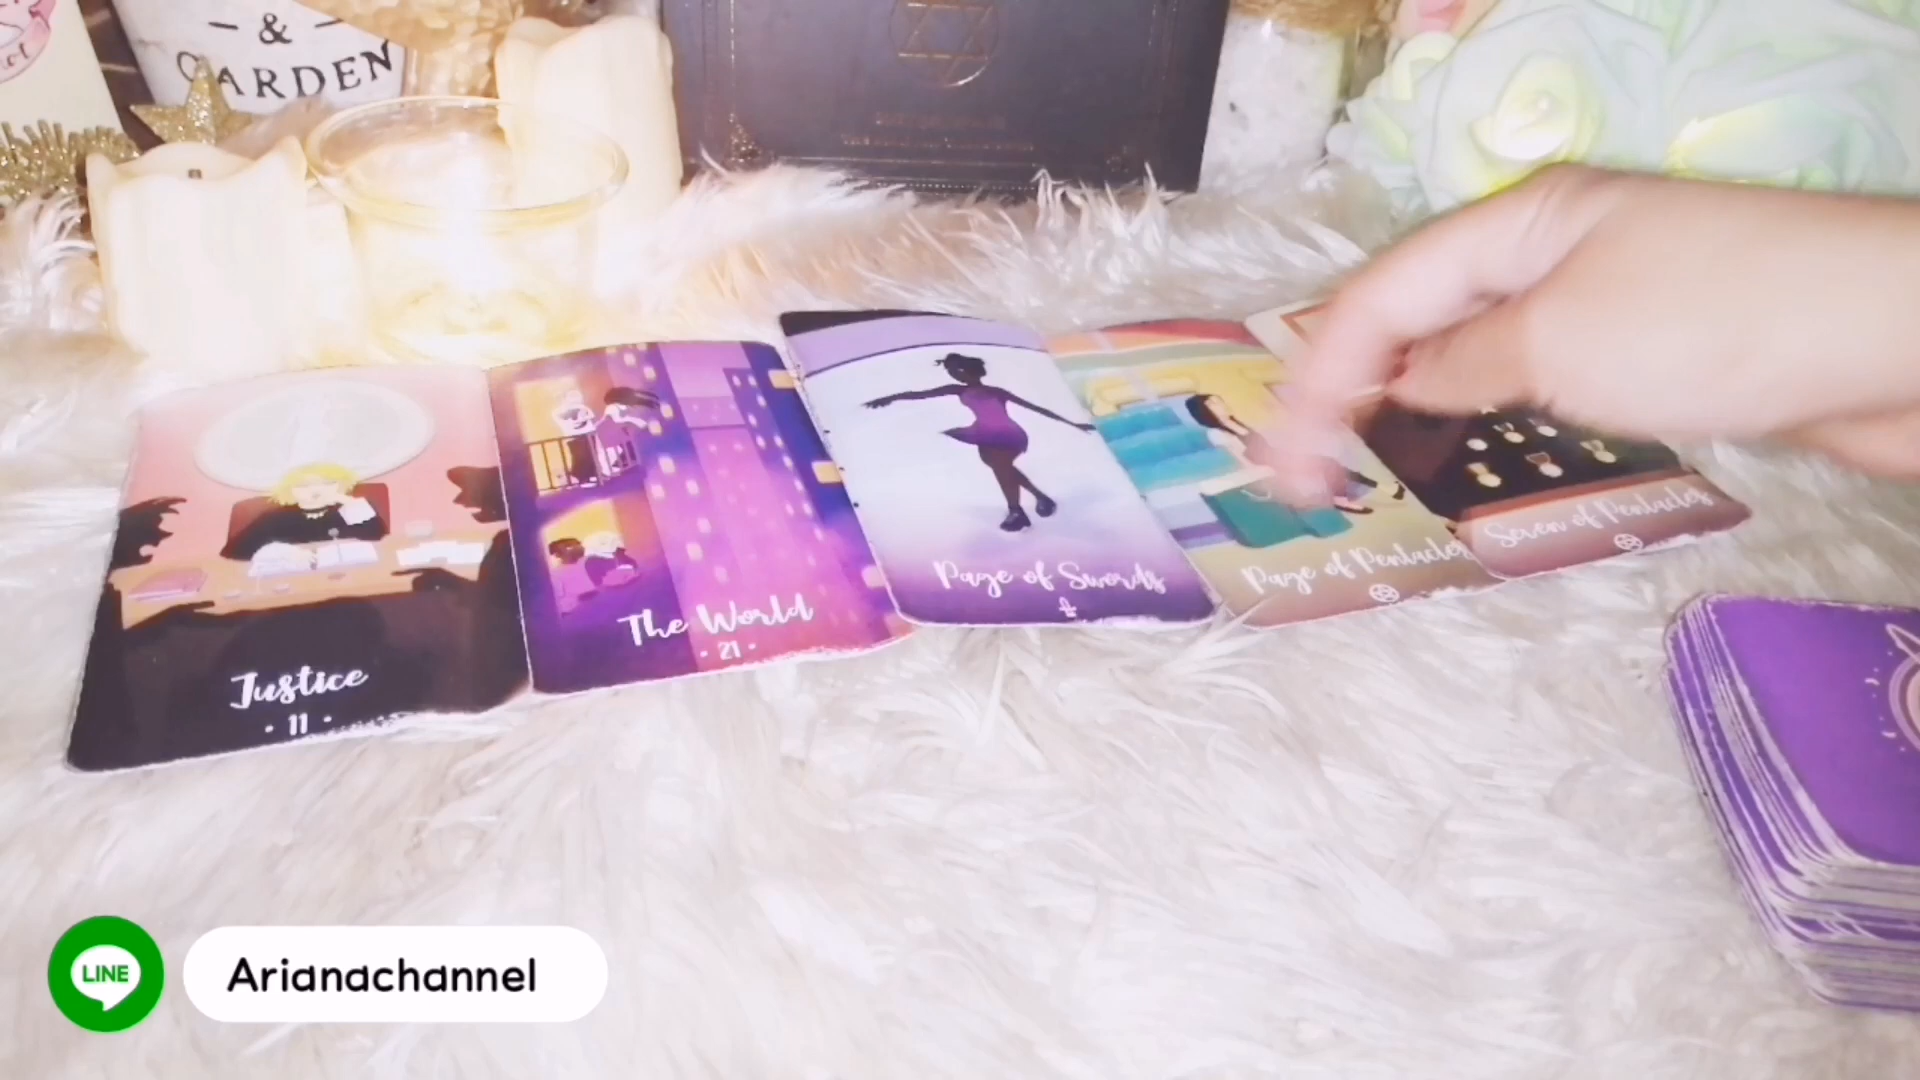 - & -
GARDEN
Justice
· 11 ·
The World
· 21 ·
Page of Swords
Page of Pentacles
Seven of Pentacles
LINE
Arianachannel